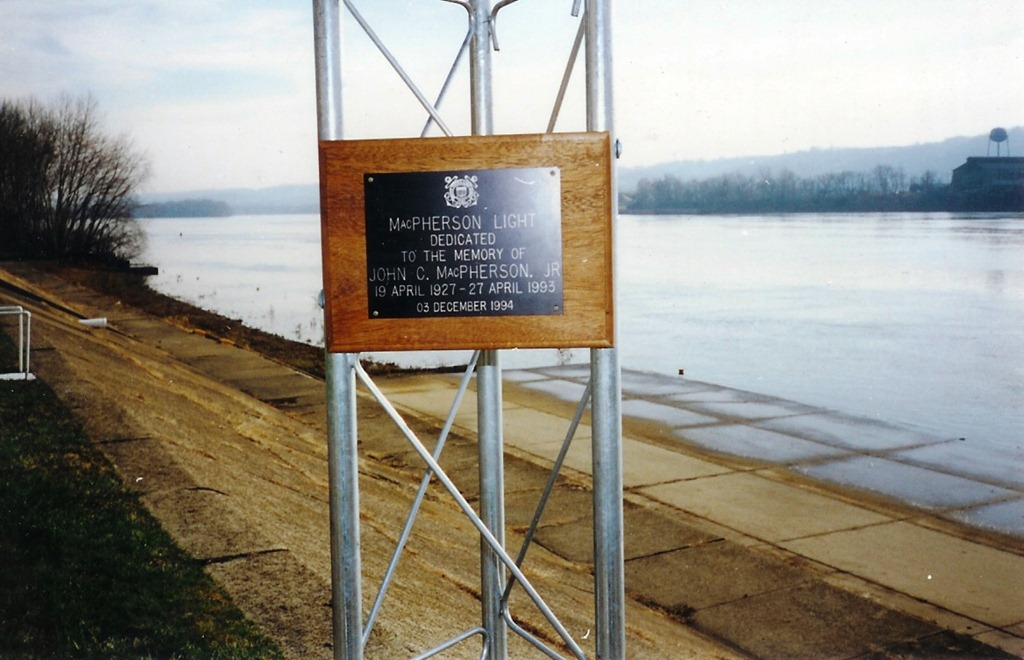 MacPHERSON LIGHT
DEDICATED
TO THE MEMORY OF
JOHN C. MacPHERSON, JR
19 APRIL 1927 - 27 APRIL 1993
03 DECEMBER 1994